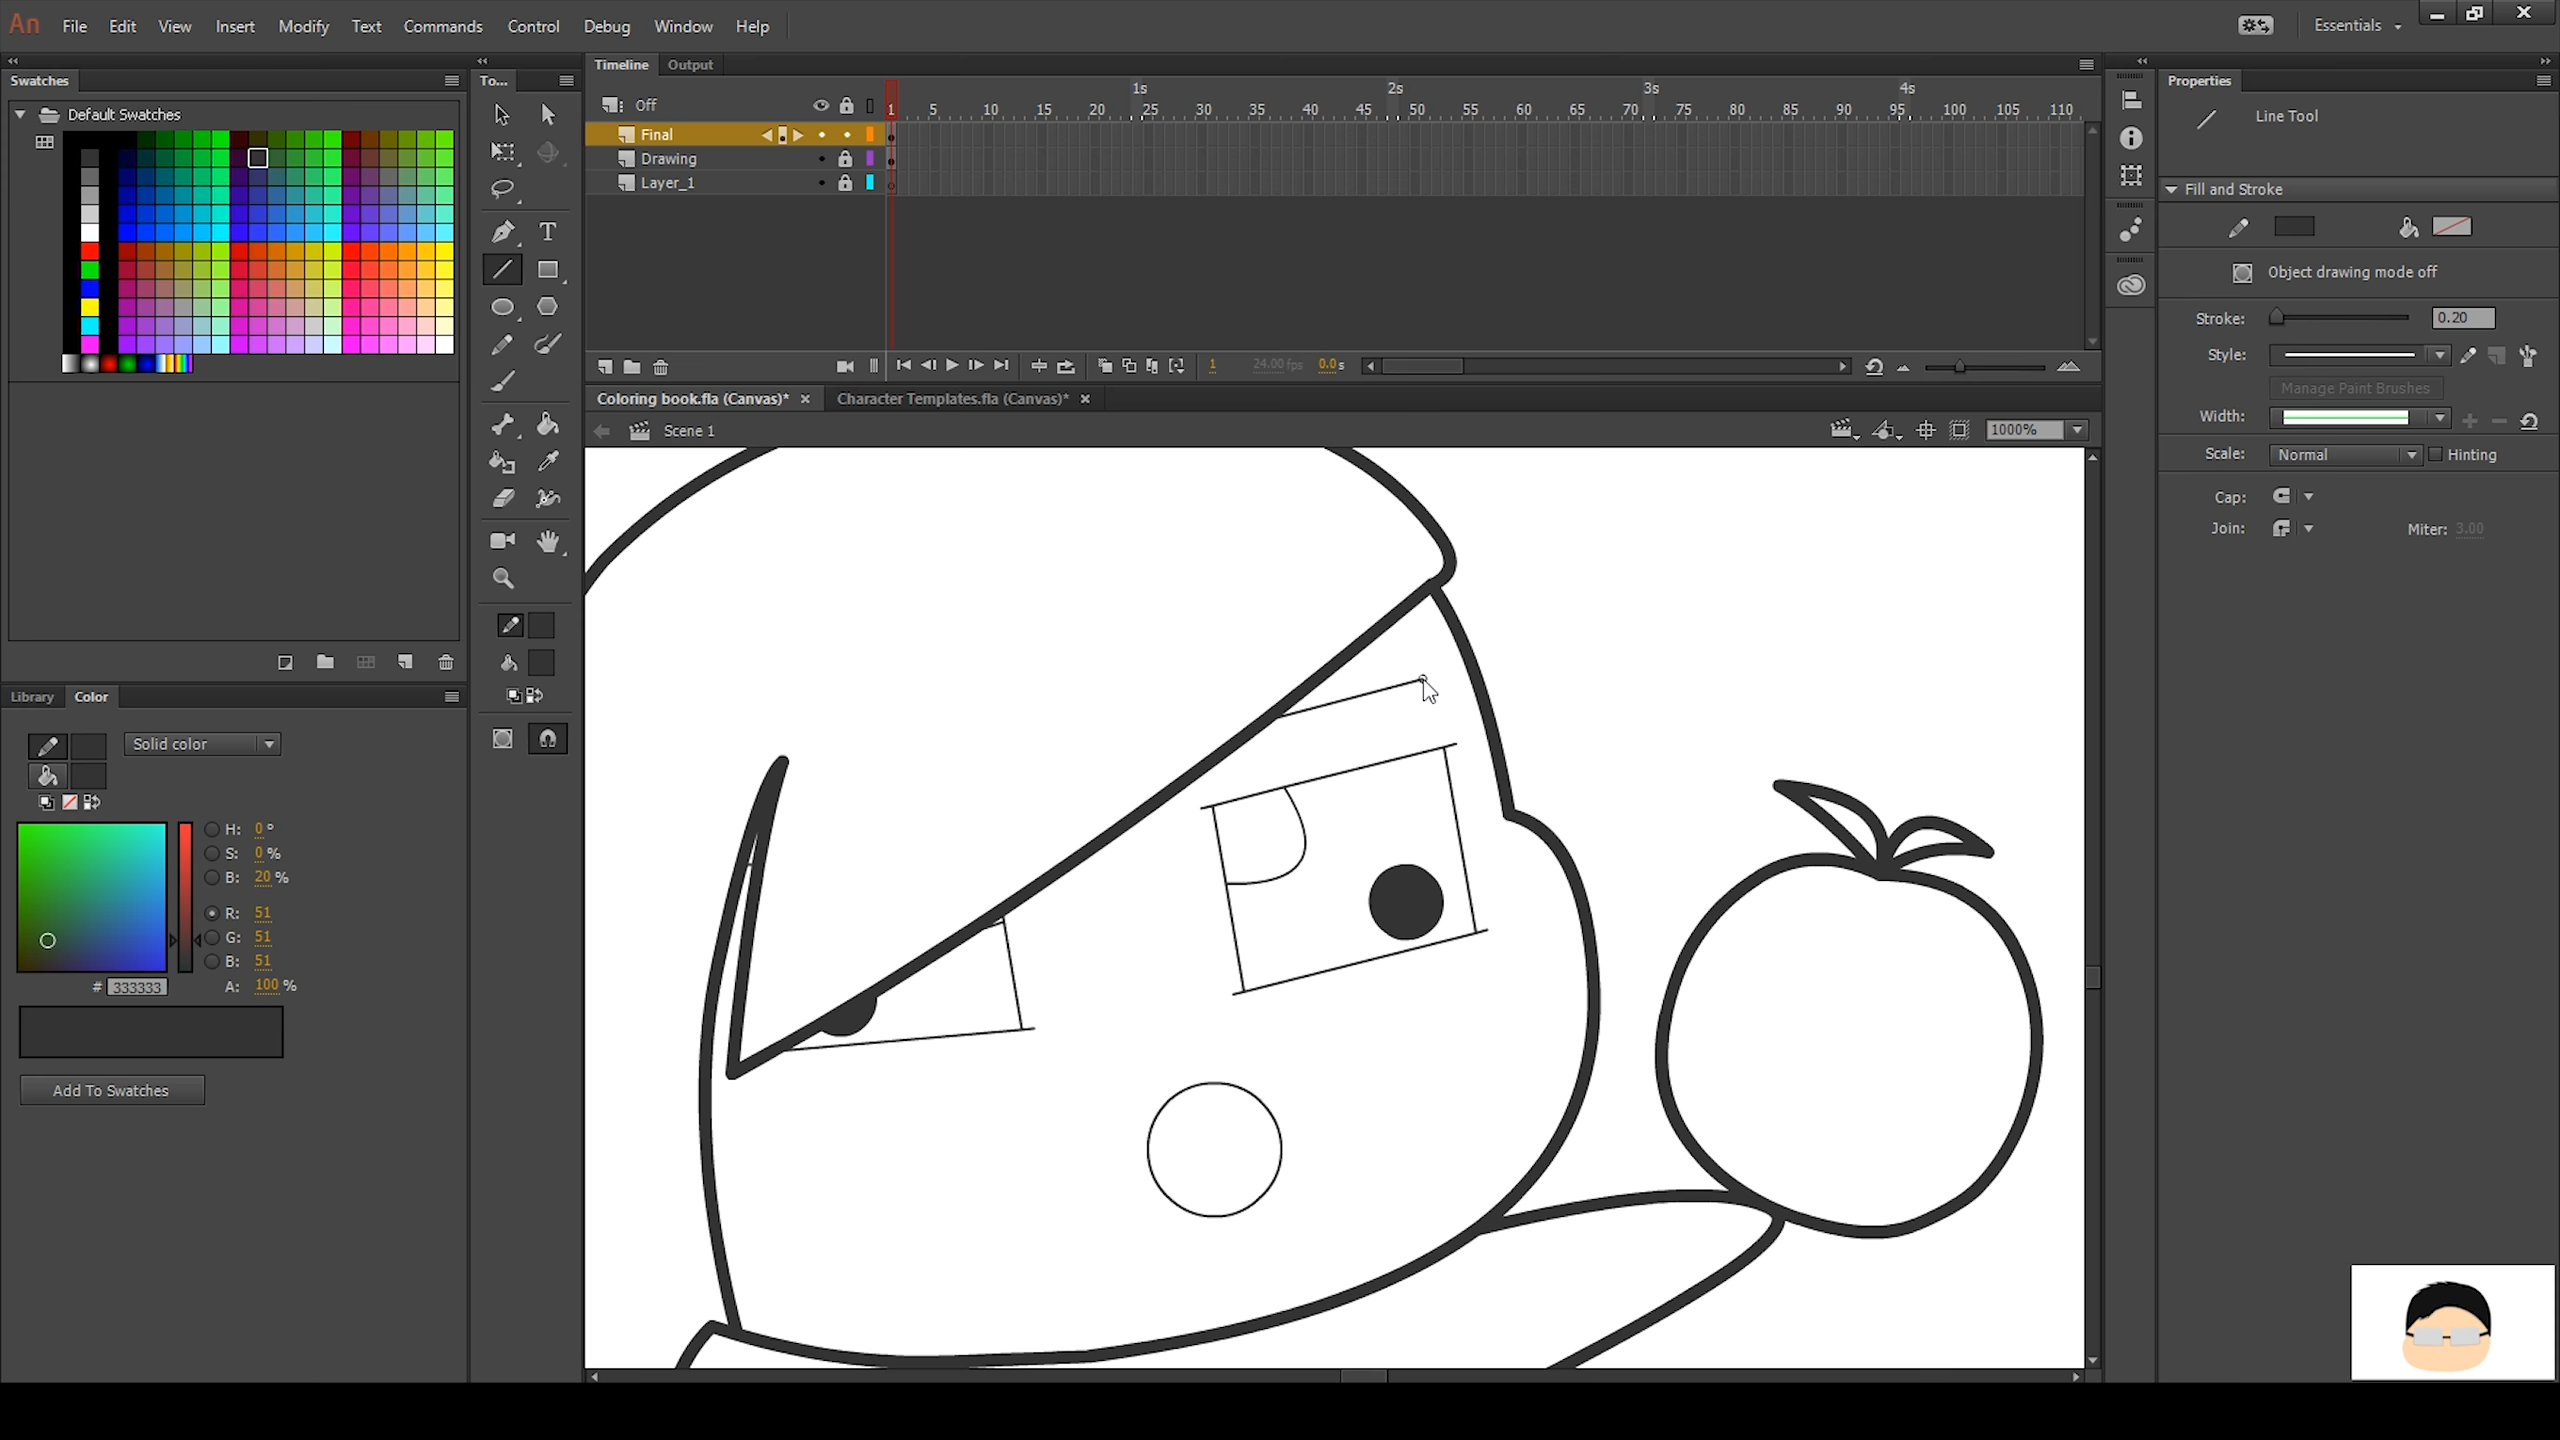 An File Edit View Insert Modify Text Commands Control Debug Window Help Essentials
Swatches To... Timeline Output Properties
Default Swatches
Off 1s 2s 3s 4s
1 5 10 15 20 25 30 35 40 45 50 55 60 65 70 75 80 85 90 95 100 105 110
Final
Drawing
Layer_1
1 24.00 fps 0.0 s
Coloring book.fla (Canvas)* Character Templates.fla (Canvas)*
Scene 1 1000%
Line Tool
Fill and Stroke
Object drawing mode off
Stroke: 0.20
Style:
Manage Paint Brushes
Width:
Scale: Normal Hinting
Cap:
Join: Miter: 3.00
Library Color
Solid color
H: 0 °
S: 0 %
B: 20 %
R: 51
G: 51
B: 51
# 333333 A: 100 %
Add To Swatches